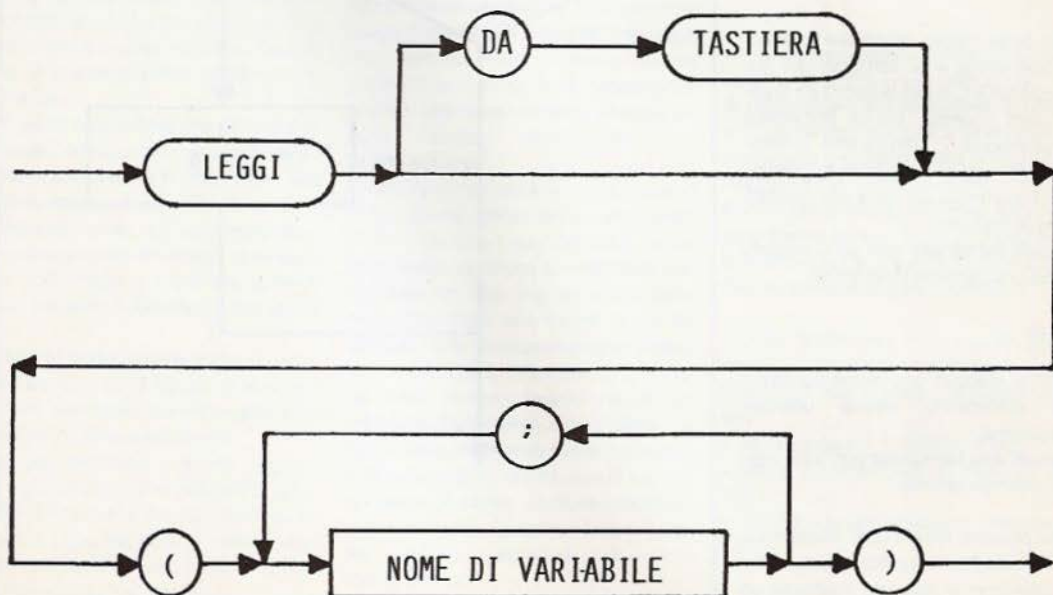 DA TASTIERA
LEGGI
;
( NOME DI VARIABILE )